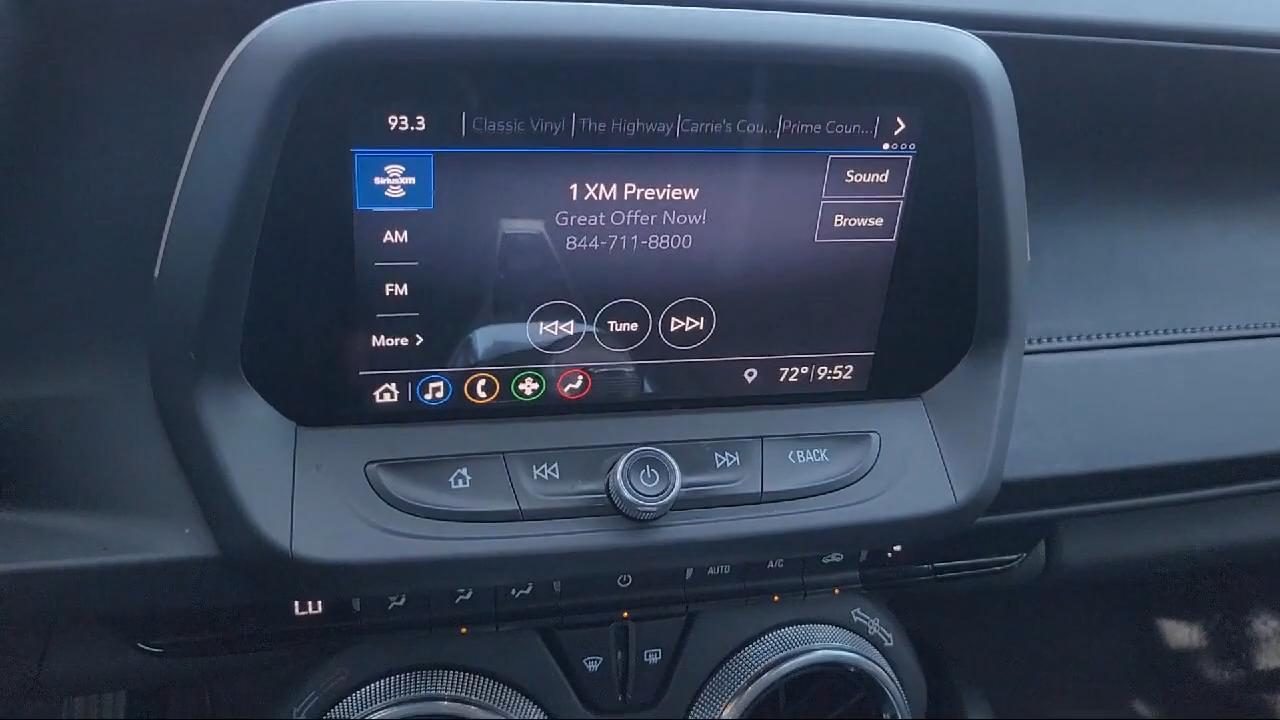 93.3 Classic Vinyl The Highway Carrie's Cou... Prime Coun...
SiriusXM
AM
FM
More
1 XM Preview
Great Offer Now!
844-711-8800
Sound
Browse
Tune
72° 9:52
BACK
AUTO
A/C
LO